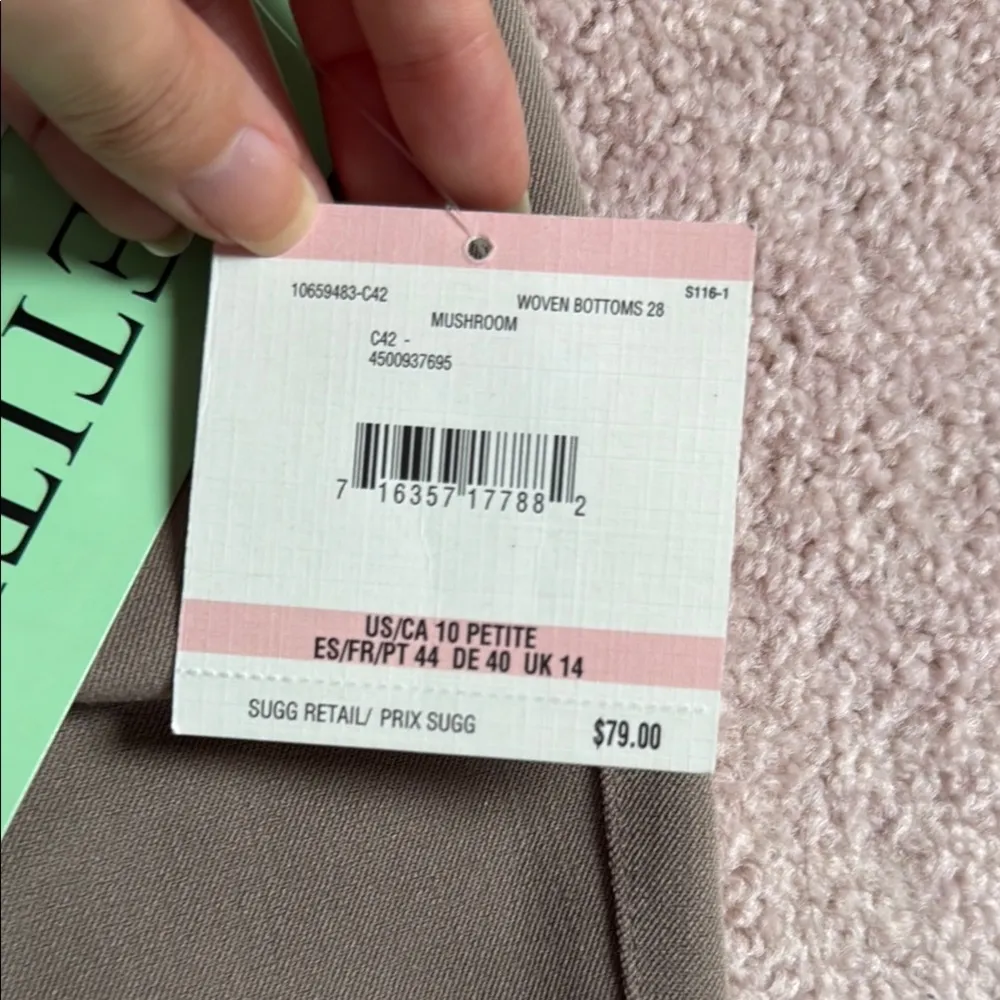 10659483-C42
WOVEN BOTTOMS 28
S116-1
MUSHROOM
C42 -
4500937695
7 16357 17788 2
US/CA 10 PETITE
ES/FR/PT 44 DE 40 UK 14
SUGG RETAIL/ PRIX SUGG
$79.00